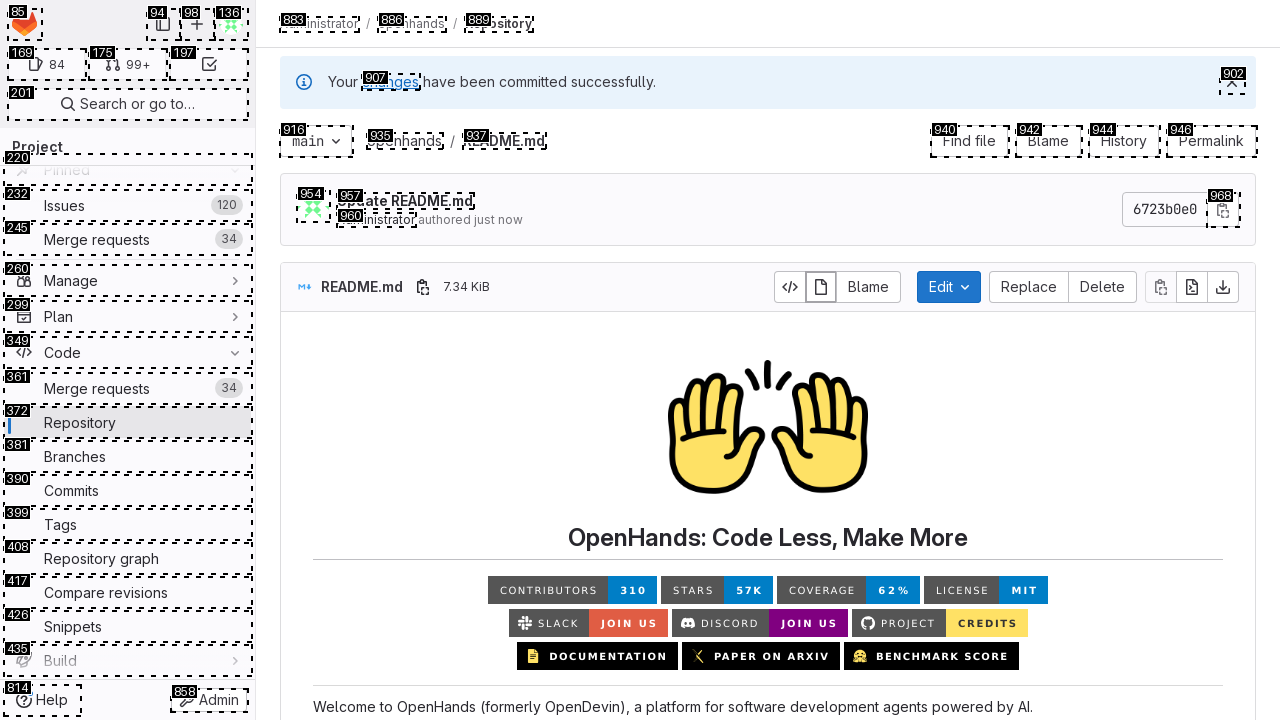 85
94
98
136
169
84
175
99+
197
201
Search or go to…
Project
220
Pinned
232
Issues
120
245
Merge requests
34
260
Manage
299
Plan
349
Code
361
Merge requests
34
372
Repository
381
Branches
390
Commits
399
Tags
408
Repository graph
417
Compare revisions
426
Snippets
435
Build
814
Help
858
Admin
883
886
889
administrator / openhands / Repository
907
902
Your changes have been committed successfully.
916
935
937
940
942
944
946
main
openhands / README.md
Find file
Blame
History
Permalink
954
957
960
968
Update README.md
administrator authored just now
6723b0e0
README.md
7.34 KiB
Blame
Edit
Replace
Delete
OpenHands: Code Less, Make More
CONTRIBUTORS 310
STARS 57K
COVERAGE 62%
LICENSE MIT
SLACK JOIN US
DISCORD JOIN US
PROJECT CREDITS
DOCUMENTATION
PAPER ON ARXIV
BENCHMARK SCORE
Welcome to OpenHands (formerly OpenDevin), a platform for software development agents powered by AI.